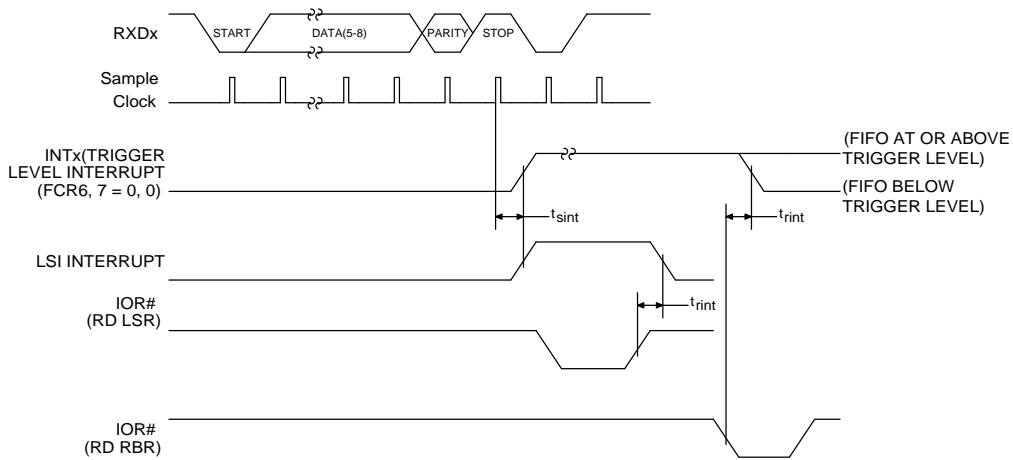 RXDx
START
DATA(5-8)
PARITY
STOP
Sample
Clock
INTx(TRIGGER
LEVEL INTERRUPT
(FCR6, 7 = 0, 0)
(FIFO AT OR ABOVE
TRIGGER LEVEL)
(FIFO BELOW
TRIGGER LEVEL)
tsint
trint
LSI INTERRUPT
IOR#
(RD LSR)
trint
IOR#
(RD RBR)